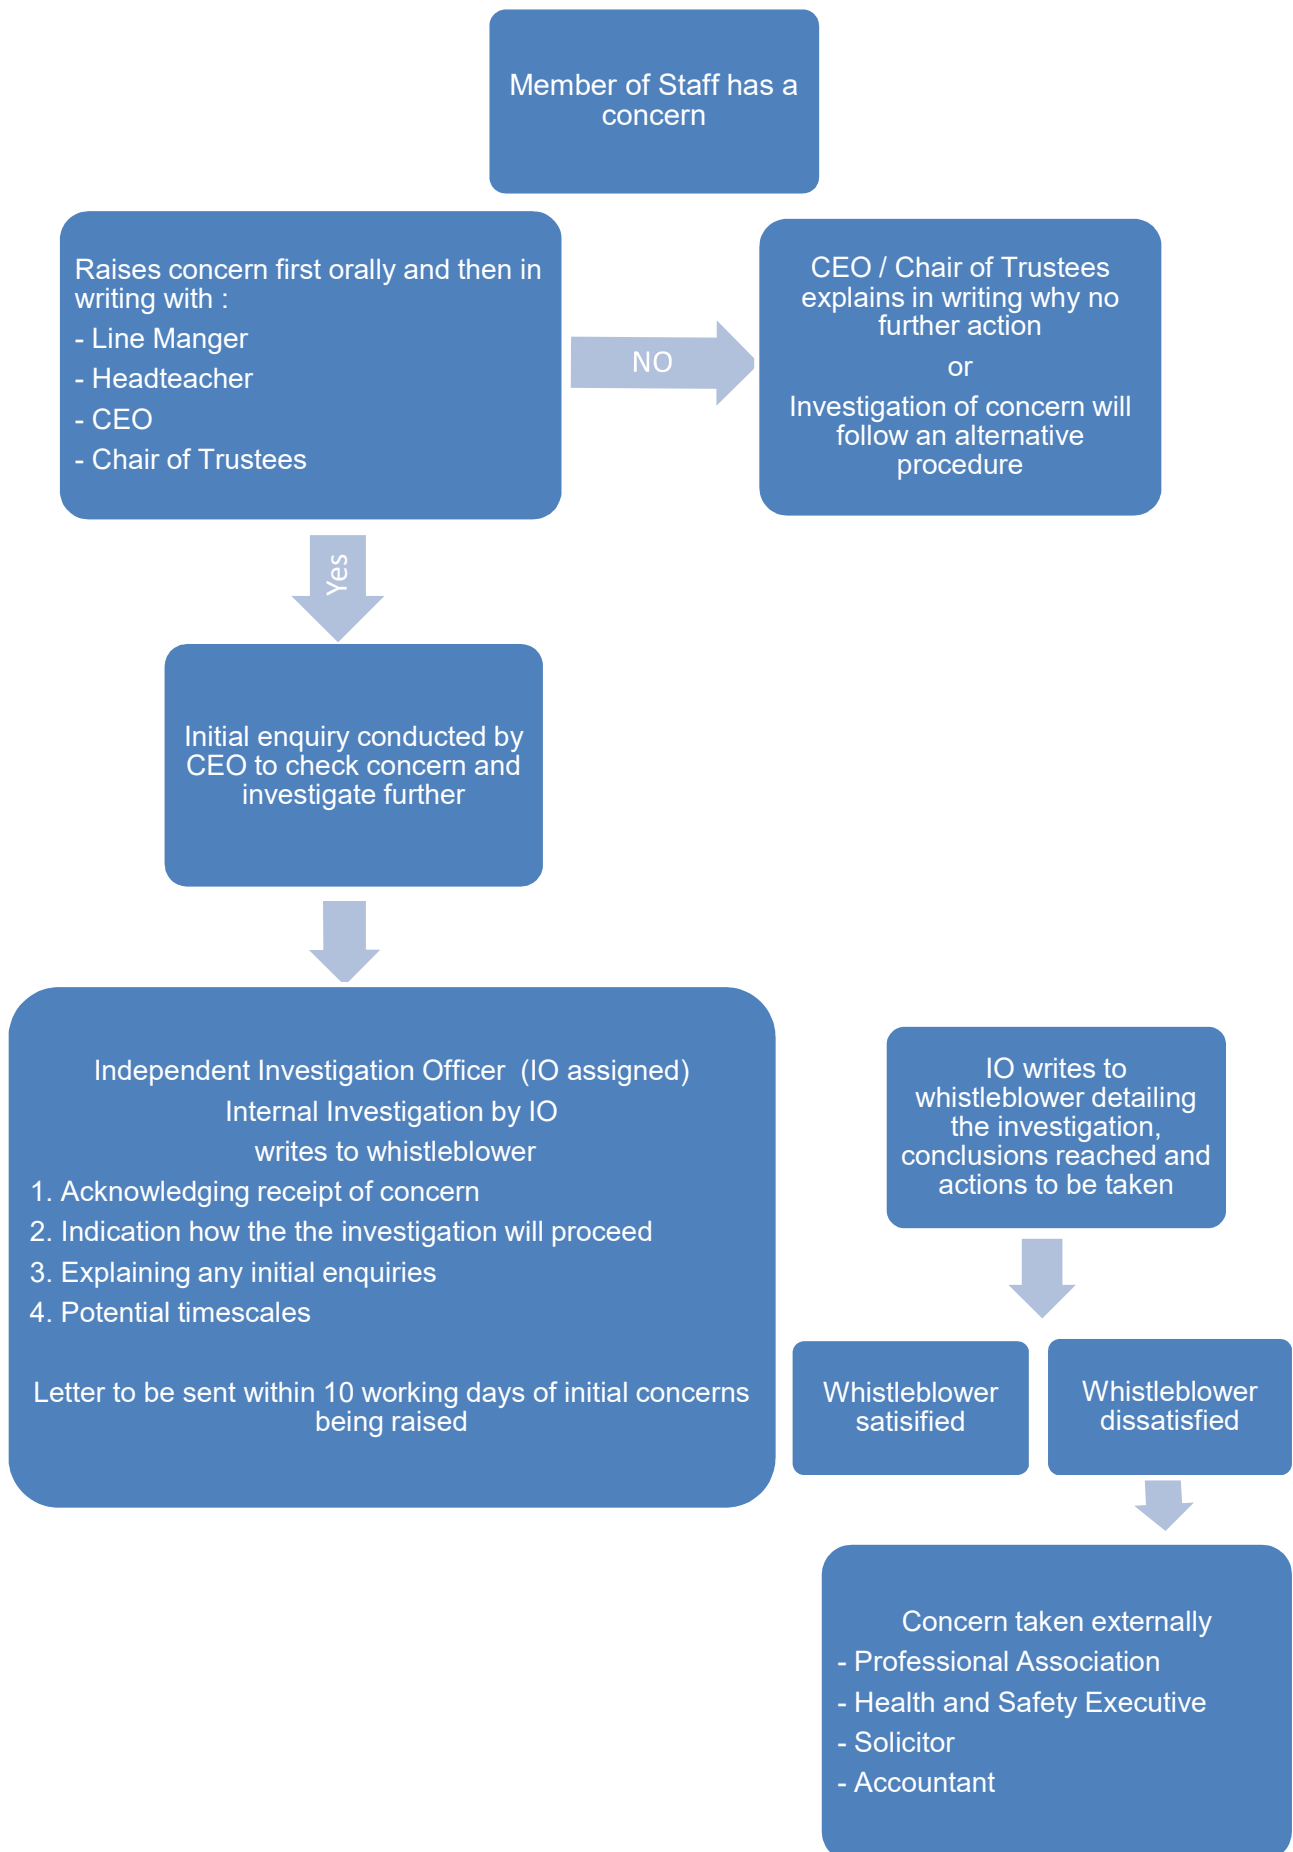 Member of Staff has a
concern
Raises concern first orally and then in
writing with :
- Line Manger
- Headteacher
- CEO
- Chair of Trustees
NO
CEO / Chair of Trustees
explains in writing why no
further action
or
Investigation of concern will
follow an alternative
procedure
Yes
Initial enquiry conducted by
CEO to check concern and
investigate further
Independent Investigation Officer  (IO assigned)
Internal Investigation by IO
writes to whistleblower
1. Acknowledging receipt of concern
2. Indication how the the investigation will proceed
3. Explaining any initial enquiries
4. Potential timescales
Letter to be sent within 10 working days of initial concerns
being raised
IO writes to
whistleblower detailing
the investigation,
conclusions reached and
actions to be taken
Whistleblower
satisified
Whistleblower
dissatisfied
Concern taken externally
- Professional Association
- Health and Safety Executive
- Solicitor
- Accountant